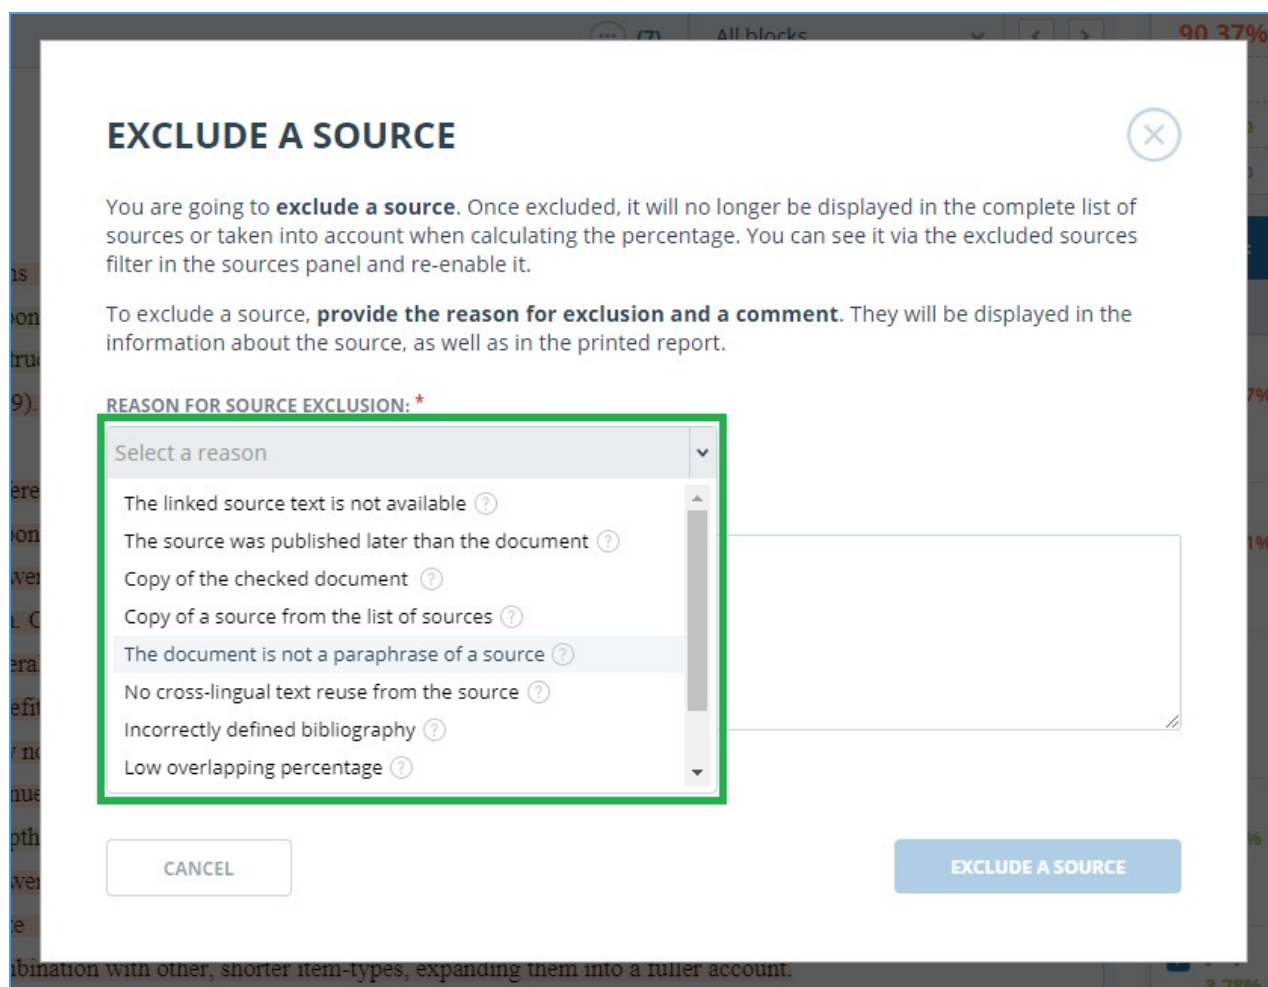 (7) All blocks 90.37%
EXCLUDE A SOURCE
You are going to exclude a source. Once excluded, it will no longer be displayed in the complete list of
sources or taken into account when calculating the percentage. You can see it via the excluded sources
filter in the sources panel and re-enable it.
To exclude a source, provide the reason for exclusion and a comment. They will be displayed in the
information about the source, as well as in the printed report.
REASON FOR SOURCE EXCLUSION: *
Select a reason
The linked source text is not available ?
The source was published later than the document ?
Copy of the checked document ?
Copy of a source from the list of sources ?
The document is not a paraphrase of a source ?
No cross-lingual text reuse from the source ?
Incorrectly defined bibliography ?
Low overlapping percentage ?
CANCEL
EXCLUDE A SOURCE
with other, shorter item-types, expanding them into a fuller account.
3.78%